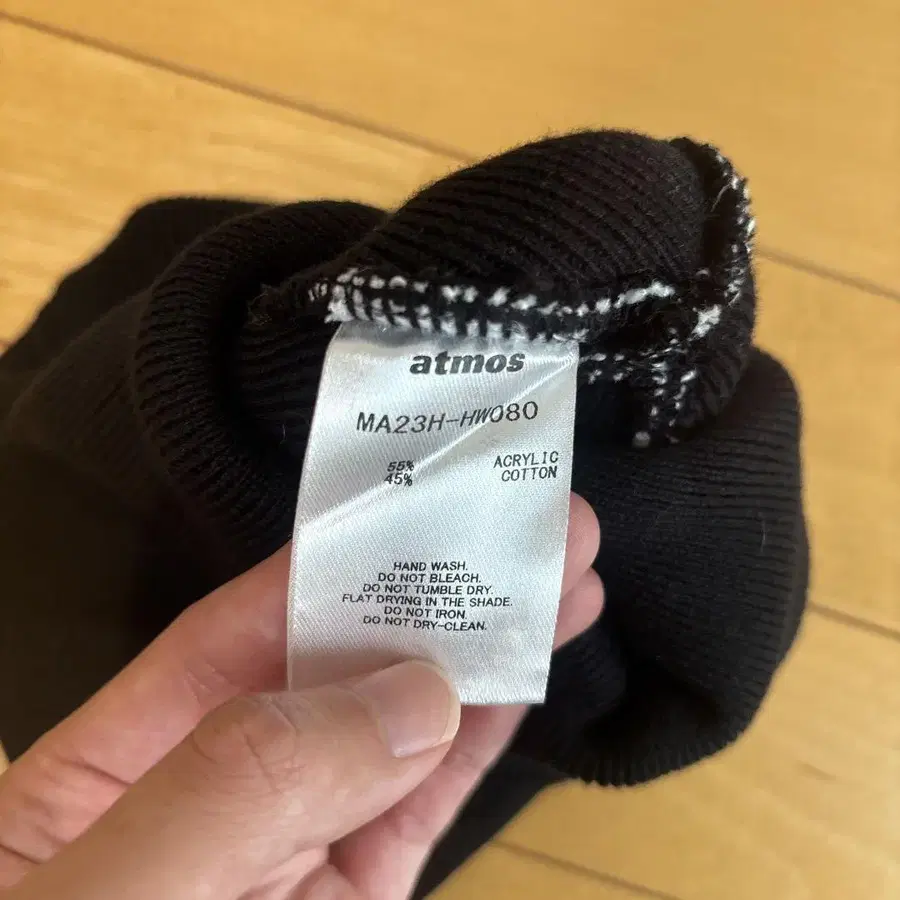 atmos
MA23H-HW080
55% ACRYLIC
45% COTTON
HAND WASH.
DO NOT BLEACH.
DO NOT TUMBLE DRY.
FLAT DRYING IN THE SHADE.
DO NOT IRON.
DO NOT DRY-CLEAN.